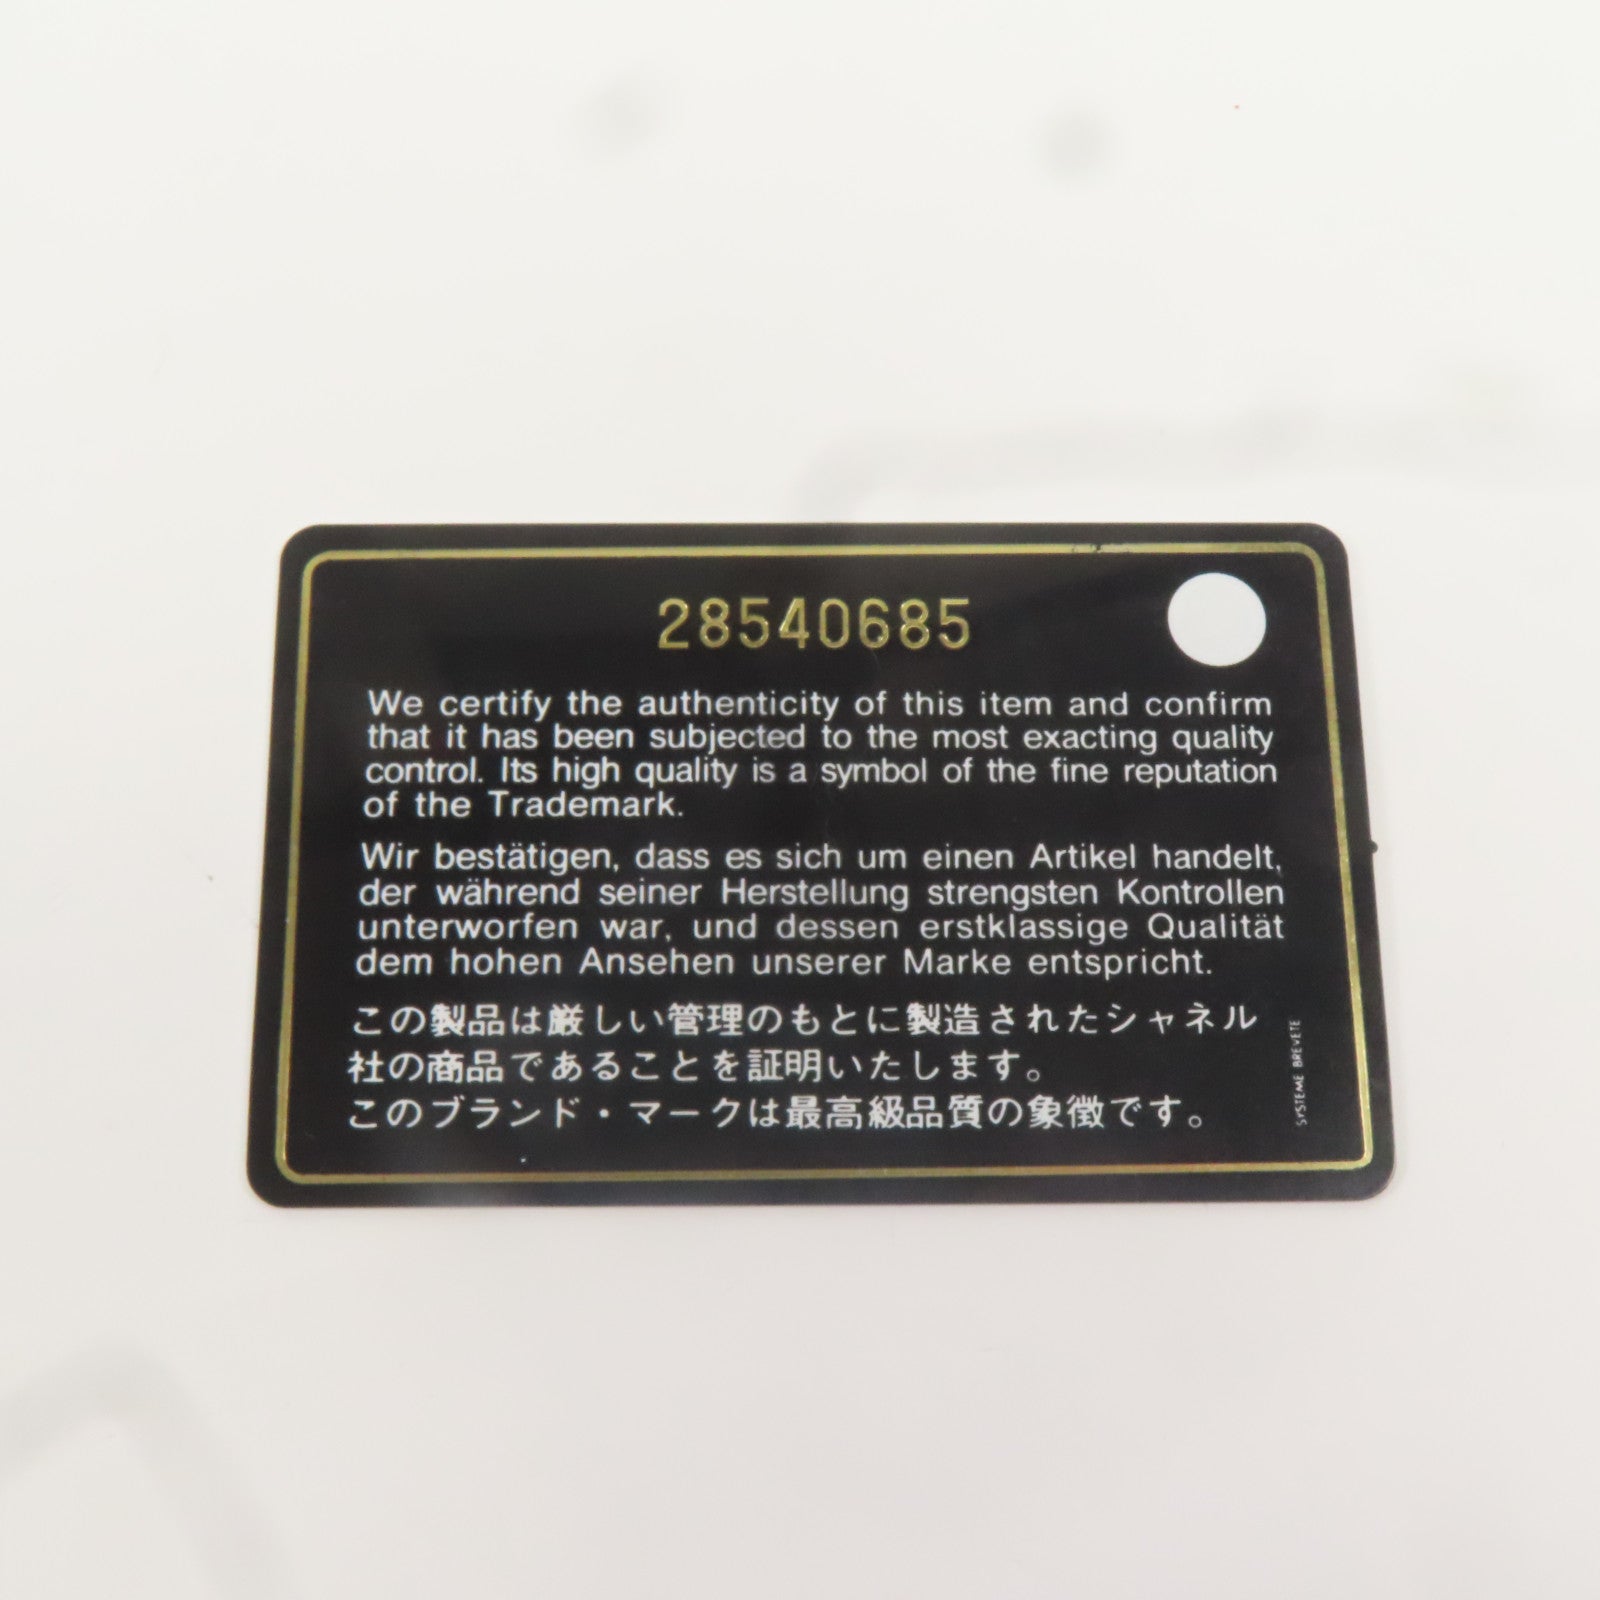 28540685
We certify the authenticity of this item and confirm
that it has been subjected to the most exacting quality
control. Its high quality is a symbol of the fine reputation
of the Trademark.
Wir bestätigen, dass es sich um einen Artikel handelt,
der während seiner Herstellung strengsten Kontrollen
unterworfen war, und dessen erstklassige Qualität
dem hohen Ansehen unserer Marke entspricht.
この製品は厳しい管理のもとに製造されたシャネル
社の商品であることを証明いたします。
このブランド・マークは最高級品質の象徴です。
SYSTEME BREVETE